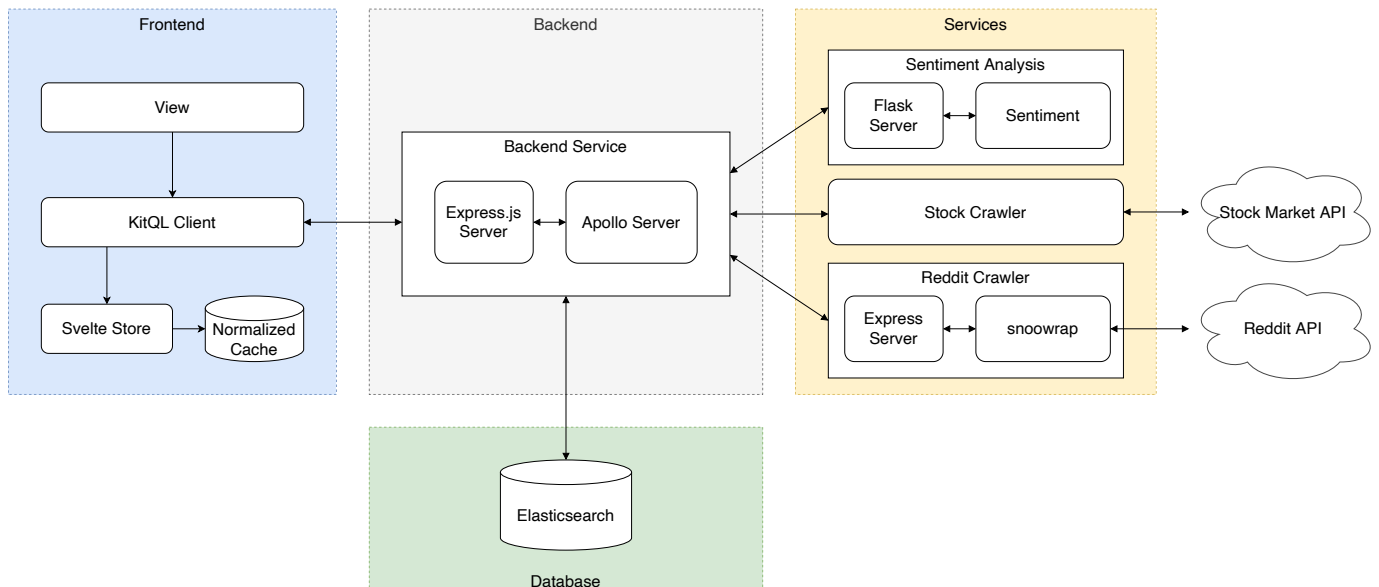 Frontend
View
KitQL Client
Svelte Store
Normalized
Cache
Backend
Backend Service
Express.js
Server
Apollo Server
Services
Sentiment Analysis
Flask
Server
Sentiment
Stock Crawler
Reddit Crawler
Express
Server
snoowrap
Stock Market API
Reddit API
Elasticsearch
Database